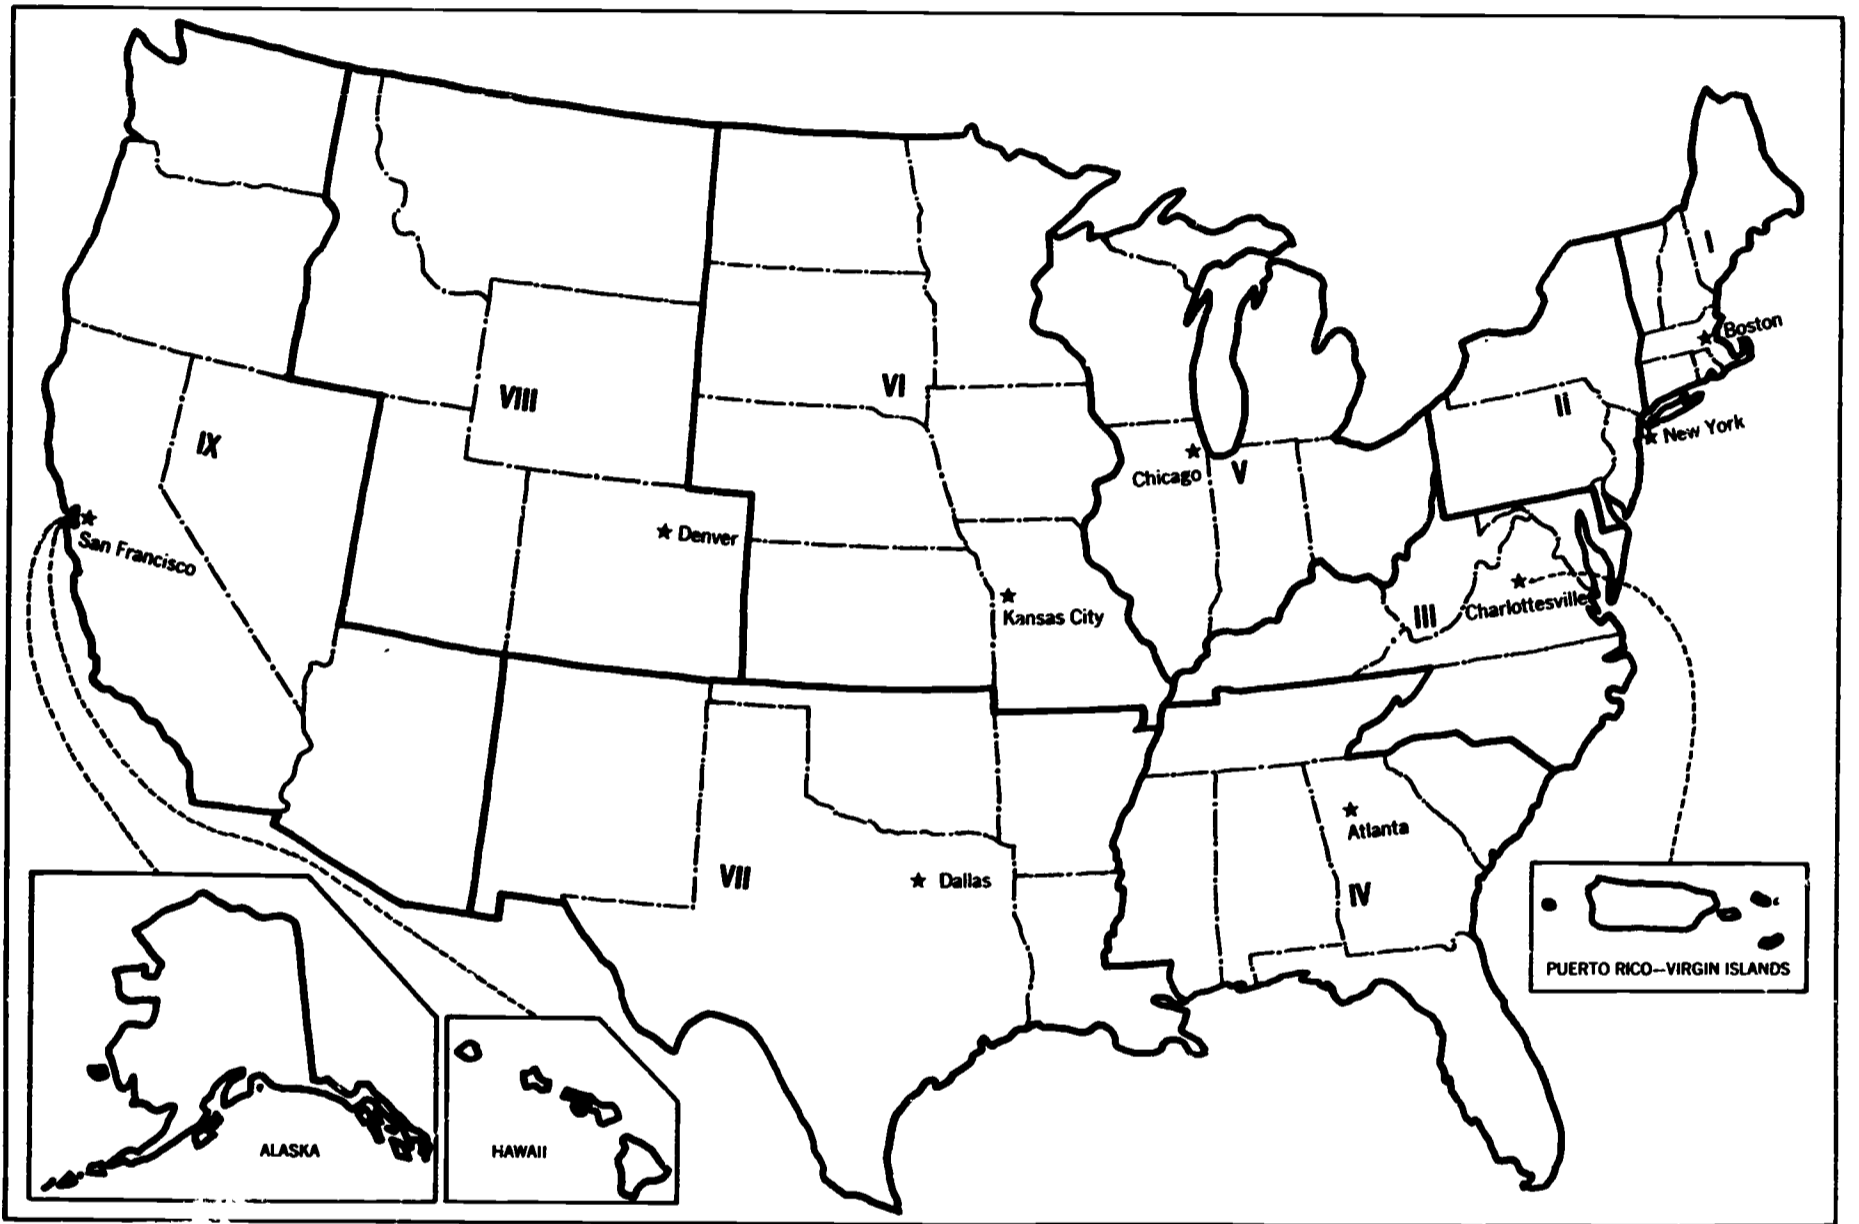 I
Boston
VI
VIII
Ii
IX
New York
Chicago
V
Denver
San Francisco
Kansas City
III
Charlottesville
Atlanta
VII
Dallas
IV
PUERTO RICO—VIRGIN ISLANDS
ALASKA
HAWAII